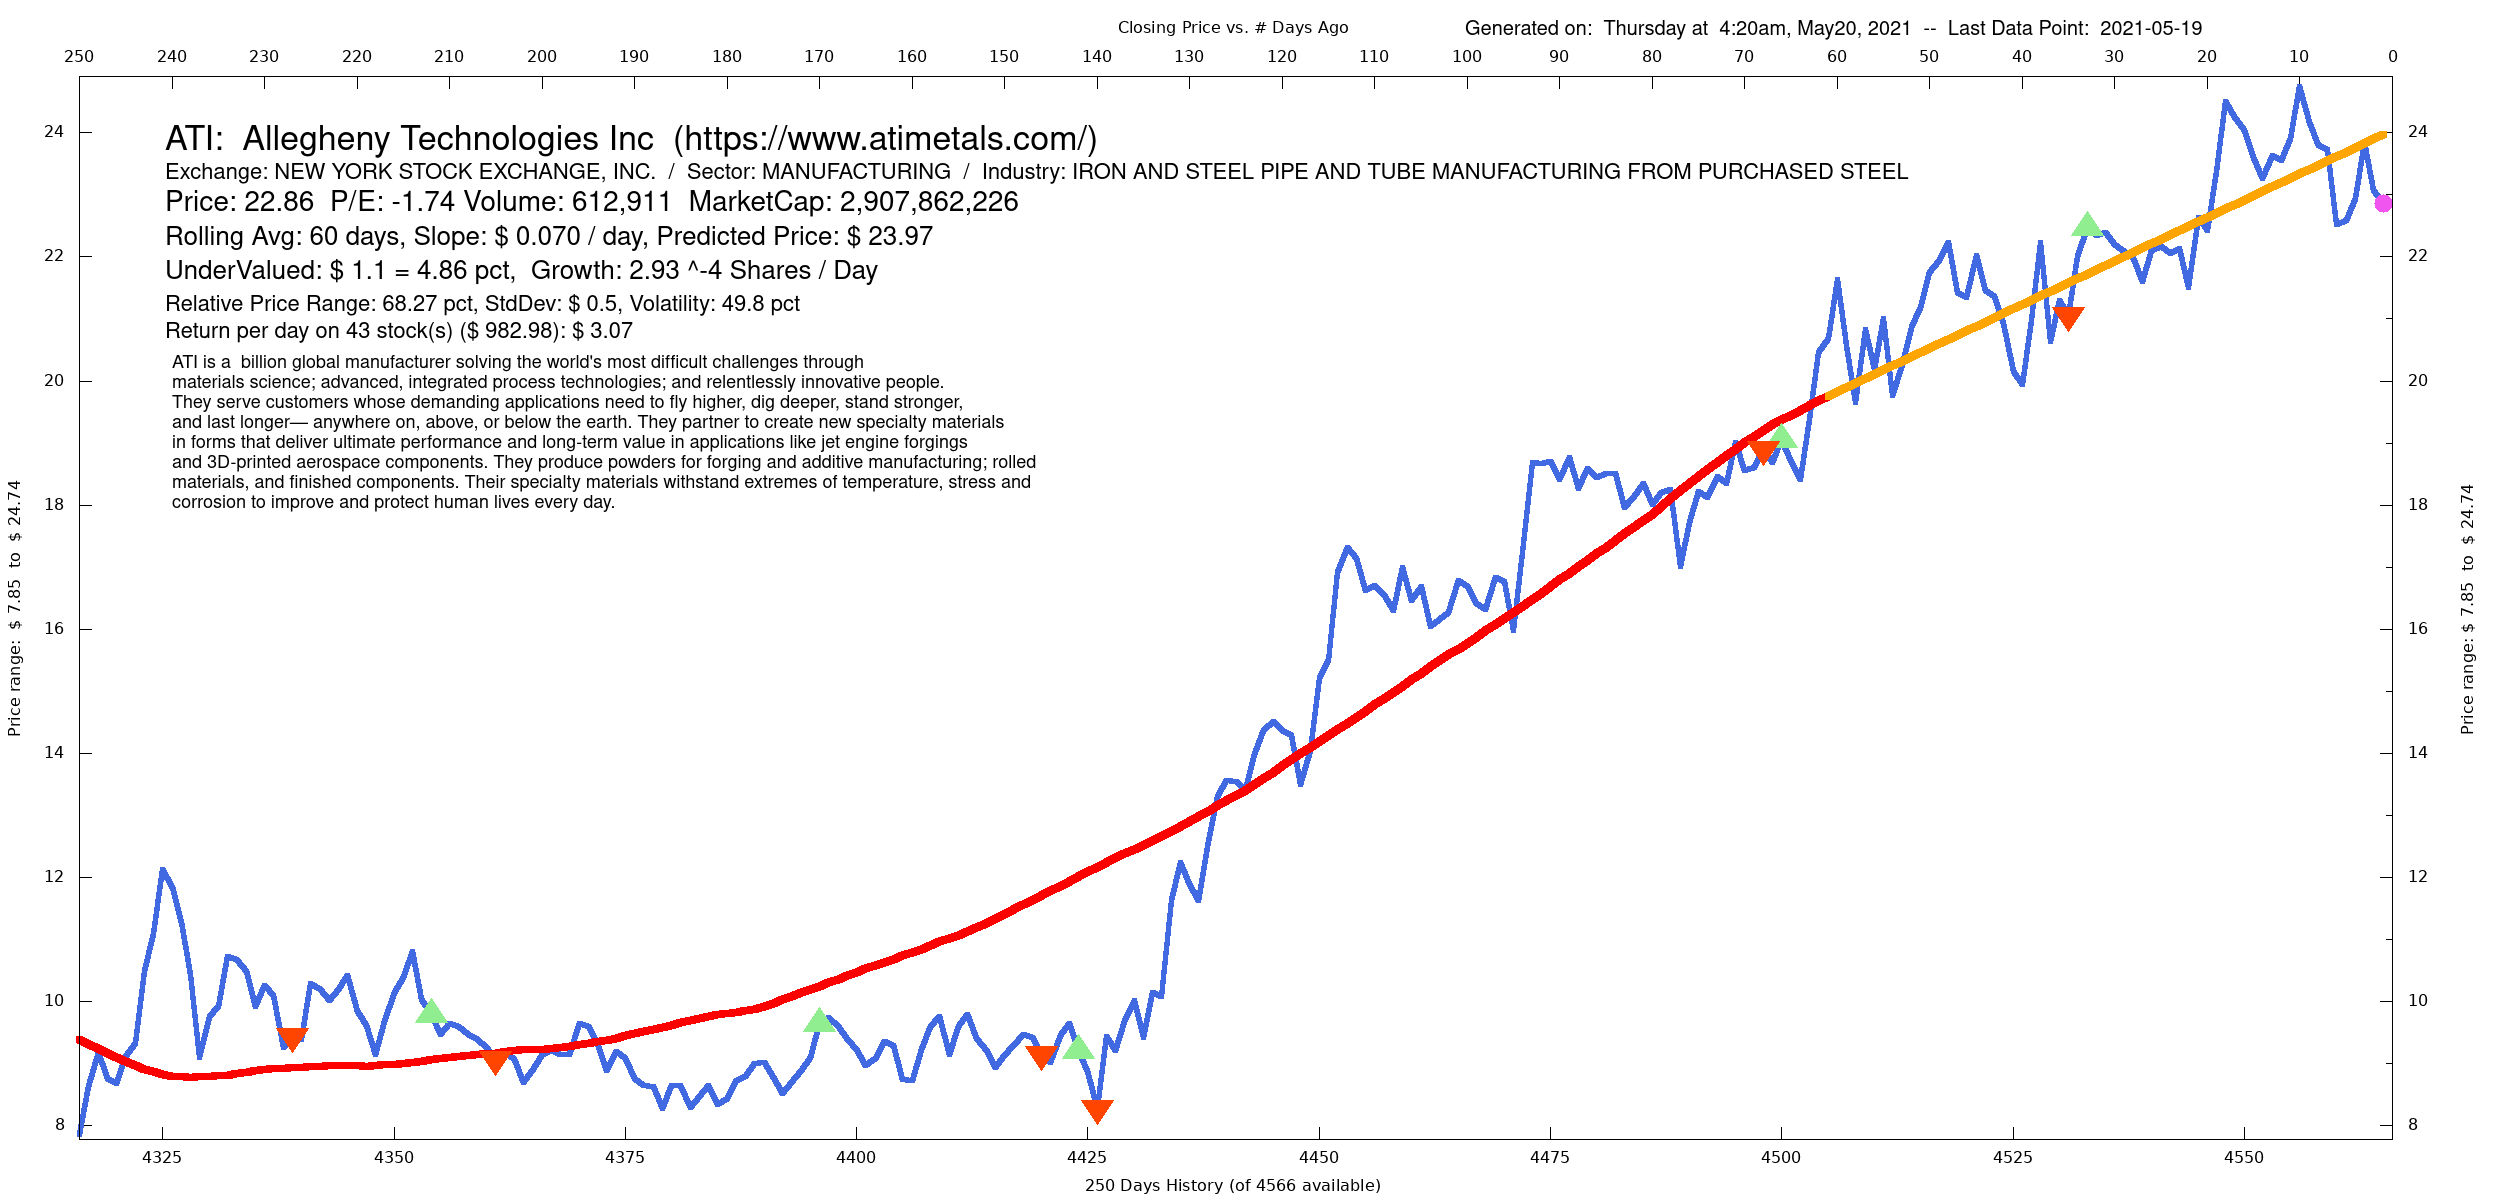 Closing Price vs. # Days Ago
Generated on:  Thursday at  4:20am, May20, 2021  --  Last Data Point:  2021-05-19
250 240 230 220 210 200 190 180 170 160 150 140 130 120 110 100 90 80 70 60 50 40 30 20 10 0
ATI:  Allegheny Technologies Inc  (https://www.atimetals.com/)
Exchange: NEW YORK STOCK EXCHANGE, INC.  /  Sector: MANUFACTURING  /  Industry: IRON AND STEEL PIPE AND TUBE MANUFACTURING FROM PURCHASED STEEL
Price: 22.86  P/E: -1.74 Volume: 612,911  MarketCap: 2,907,862,226
Rolling Avg: 60 days, Slope: $ 0.070 / day, Predicted Price: $ 23.97
UnderValued: $ 1.1 = 4.86 pct,  Growth: 2.93 ^-4 Shares / Day
Relative Price Range: 68.27 pct, StdDev: $ 0.5, Volatility: 49.8 pct
Return per day on 43 stock(s) ($ 982.98): $ 3.07
ATI is a  billion global manufacturer solving the world's most difficult challenges through
materials science; advanced, integrated process technologies; and relentlessly innovative people.
They serve customers whose demanding applications need to fly higher, dig deeper, stand stronger,
and last longer— anywhere on, above, or below the earth. They partner to create new specialty materials
in forms that deliver ultimate performance and long-term value in applications like jet engine forgings
and 3D-printed aerospace components. They produce powders for forging and additive manufacturing; rolled
materials, and finished components. Their specialty materials withstand extremes of temperature, stress and
corrosion to improve and protect human lives every day.
24 24
22 22
20 20
18 18
16 16
14 14
12 12
10 10
8 8
Price range:  $ 7.85  to  $ 24.74
Price range: $ 7.85  to  $ 24.74
4325 4350 4375 4400 4425 4450 4475 4500 4525 4550
250 Days History (of 4566 available)